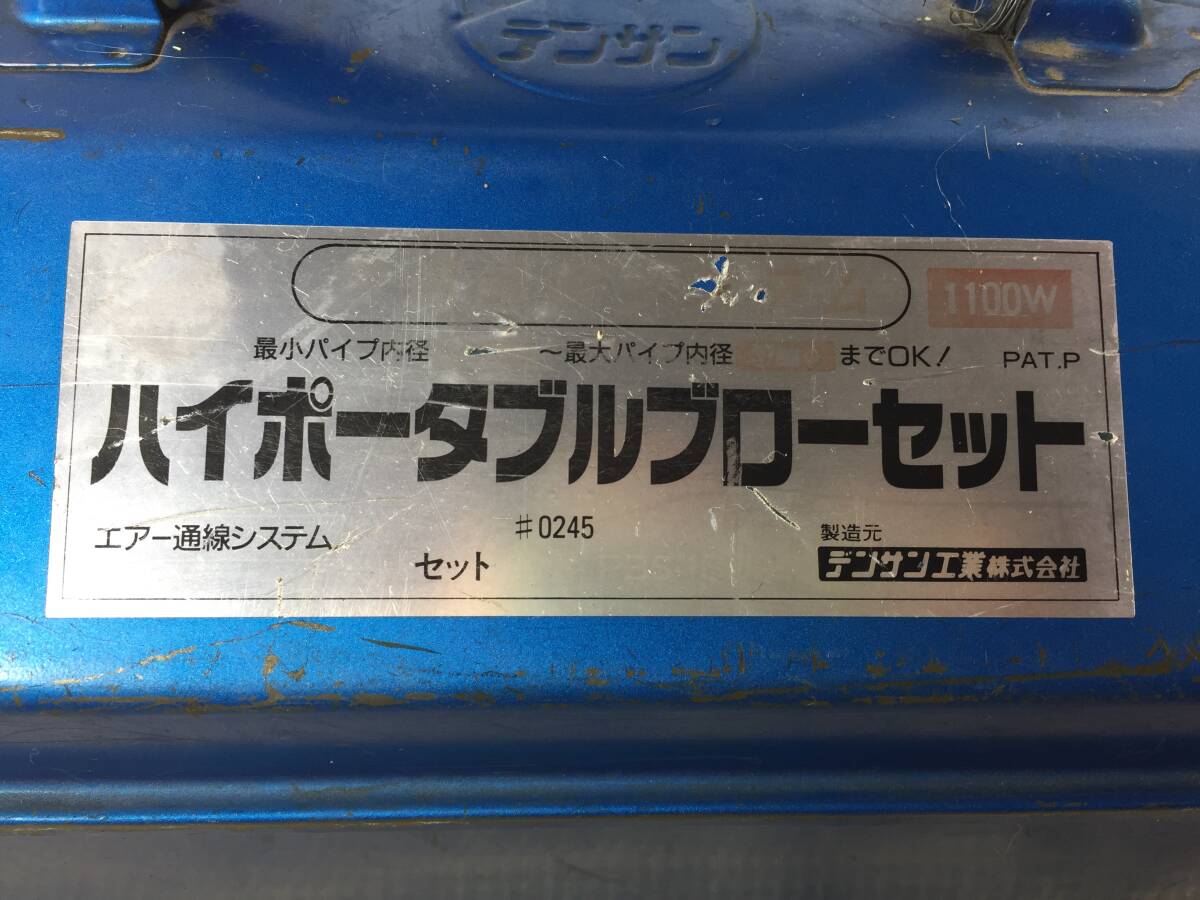 デンサン
1100W
最小パイプ内径 ～最大パイプ内径 までOK! PAT.P
ハイポータブルブローセット
エアー通線システム #0245 製造元
セット デンサン工業株式会社